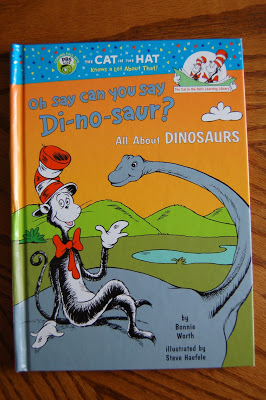 PBS KIDS
THE CAT IN THE HAT
Knows a Lot About That!
The Cat in the Hat's Learning Library
Oh say can you say
Di-no-saur?
All About DINOSAURS
by
Bonnie
Worth
illustrated by
Steve Haefele